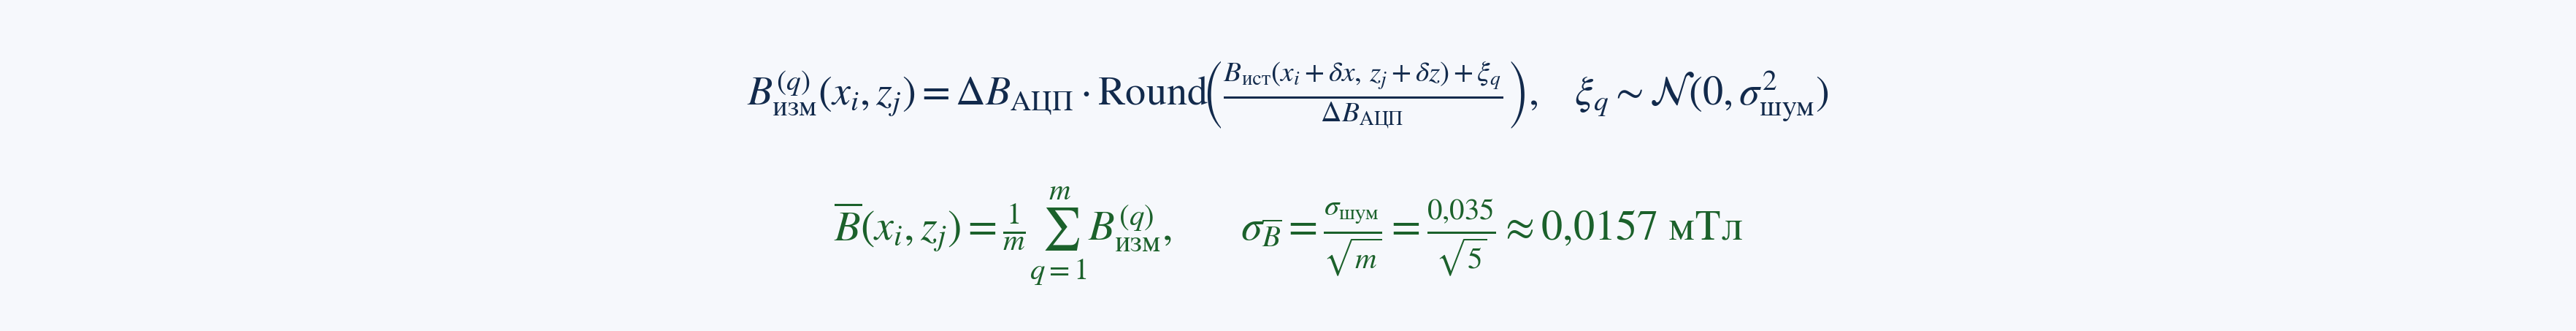 B_изм^(q)(x_i, z_j) = ΔB_АЦП · Round((B_ист(x_i + δx, z_j + δz) + ξ_q) / ΔB_АЦП), ξ_q ~ 𝒩(0, σ_шум^2)
B̅(x_i, z_j) = 1/m ∑_{q=1}^{m} B_изм^(q), σ_B̅ = σ_шум/√m = 0,035/√5 ≈ 0,0157 мТл